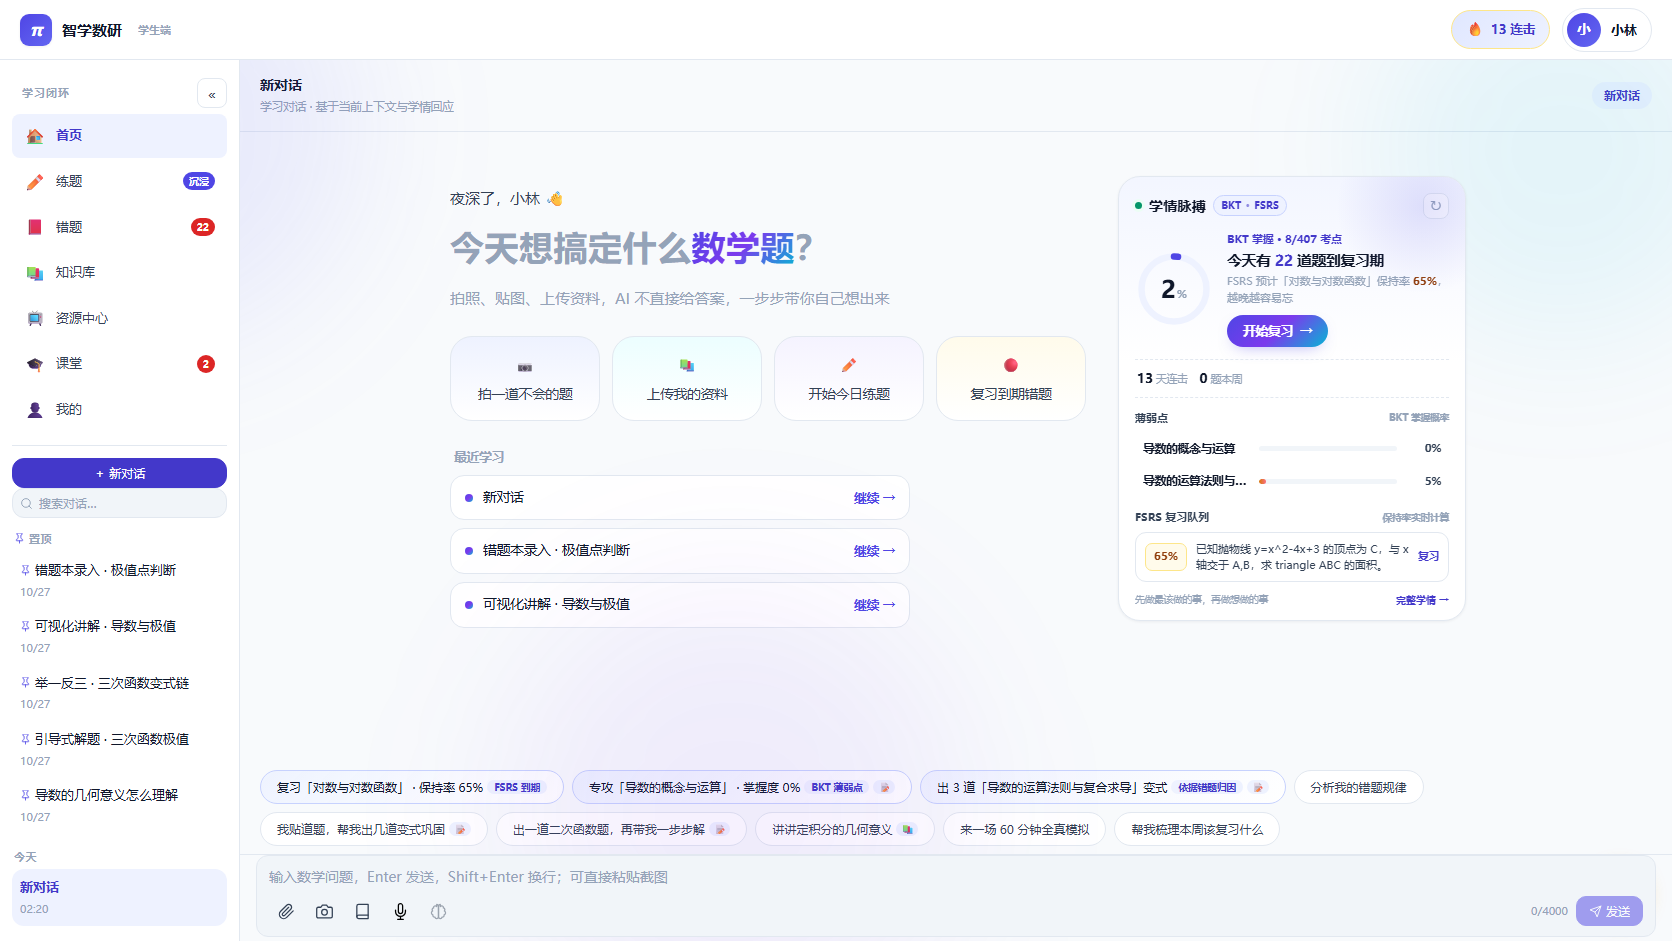 π 智学数研 学生端
13 连击
小 小林
学习闭环
«
首页
练题 沉浸
错题 22
知识库
资源中心
课堂 2
我的
+ 新对话
搜索对话...
置顶
错题本录入 · 极值点判断
10/27
可视化讲解 · 导数与极值
10/27
举一反三 · 三次函数变式链
10/27
引导式解题 · 三次函数极值
10/27
导数的几何意义怎么理解
10/27
今天
新对话
02:20
新对话
学习对话 · 基于当前上下文与学情回应
新对话
夜深了，小林
今天想搞定什么数学题？
拍照、贴图、上传资料，AI 不直接给答案，一步步带你自己想出来
拍一道不会的题
上传我的资料
开始今日练题
复习到期错题
最近学习
新对话 继续 →
错题本录入 · 极值点判断 继续 →
可视化讲解 · 导数与极值 继续 →
学情脉搏 BKT · FSRS ↻
2%
BKT 掌握 • 8/407 考点
今天有 22 道题到复习期
FSRS 预计「对数与对数函数」保持率 65%，
越晚越容易忘
开始复习 →
13 天连击 0 题本周
薄弱点 BKT 掌握概率
导数的概念与运算 0%
导数的运算法则与... 5%
FSRS 复习队列 保持率实时计算
65%
已知抛物线 y=x^2-4x+3 的顶点为 C，与 x
轴交于 A,B，求 triangle ABC 的面积。
复习
先做最该做的事，再做想做的事 完整学情 →
复习「对数与对数函数」 · 保持率 65% FSRS 到期
专攻「导数的概念与运算」 · 掌握度 0% BKT 薄弱点
出 3 道「导数的运算法则与复合求导」变式 依据错题归因
分析我的错题规律
我贴道题，帮我出几道变式巩固
出一道二次函数题，再带我一步步解
讲讲定积分的几何意义
来一场 60 分钟全真模拟
帮我梳理本周该复习什么
输入数学问题，Enter 发送，Shift+Enter 换行；可直接粘贴截图
0/4000 发送